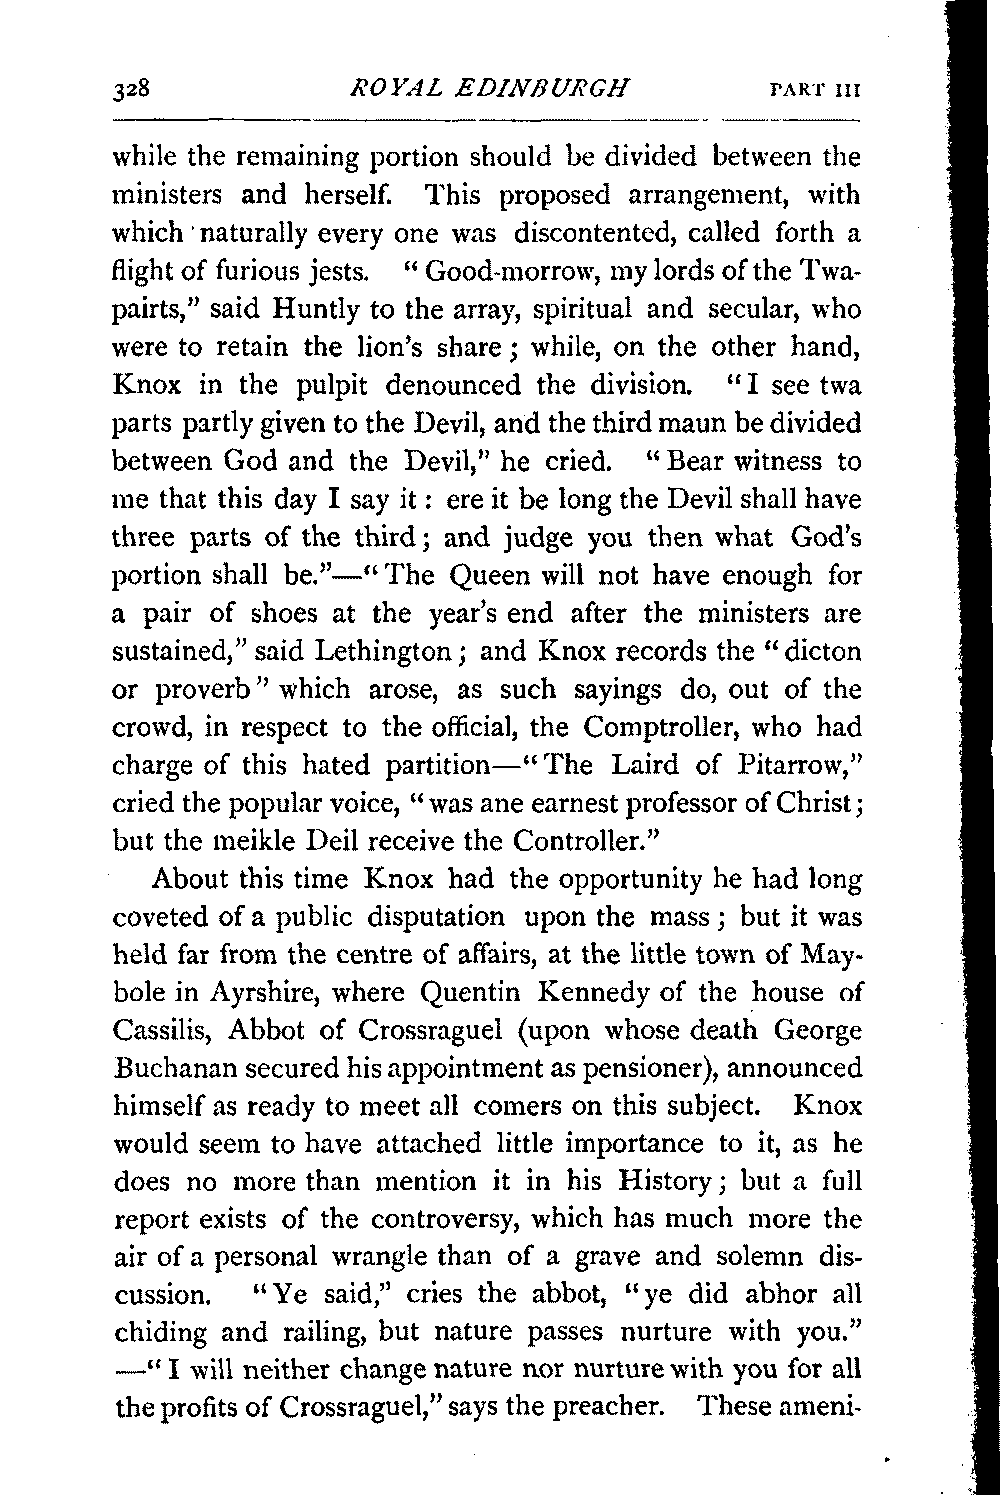 328 ROYAL EDINBURGH PART III
while the remaining portion should be divided between the
ministers and herself. This proposed arrangement, with
which naturally every one was discontented, called forth a
flight of furious jests. “ Good-morrow, my lords of the Twa-
pairts,” said Huntly to the array, spiritual and secular, who
were to retain the lion’s share ; while, on the other hand,
Knox in the pulpit denounced the division. “ I see twa
parts partly given to the Devil, and the third maun be divided
between God and the Devil,” he cried. “ Bear witness to
me that this day I say it : ere it be long the Devil shall have
three parts of the third ; and judge you then what God’s
portion shall be.”—“ The Queen will not have enough for
a pair of shoes at the year’s end after the ministers are
sustained,” said Lethington ; and Knox records the “ dicton
or proverb ” which arose, as such sayings do, out of the
crowd, in respect to the official, the Comptroller, who had
charge of this hated partition—“ The Laird of Pitarrow,”
cried the popular voice, “ was ane earnest professor of Christ ;
but the meikle Deil receive the Controller.”
About this time Knox had the opportunity he had long
coveted of a public disputation upon the mass ; but it was
held far from the centre of affairs, at the little town of May-
bole in Ayrshire, where Quentin Kennedy of the house of
Cassilis, Abbot of Crossraguel (upon whose death George
Buchanan secured his appointment as pensioner), announced
himself as ready to meet all comers on this subject. Knox
would seem to have attached little importance to it, as he
does no more than mention it in his History ; but a full
report exists of the controversy, which has much more the
air of a personal wrangle than of a grave and solemn dis-
cussion. “ Ye said,” cries the abbot, “ ye did abhor all
chiding and railing, but nature passes nurture with you.”
—“ I will neither change nature nor nurture with you for all
the profits of Crossraguel,” says the preacher. These ameni-